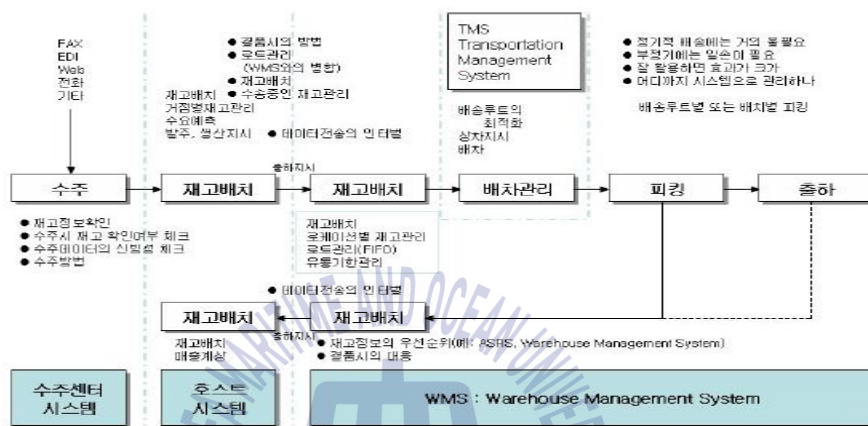 FAX
EDI
Web
전화
기타
● 결품시의 방법
● 로트관리
(WMS와의 병합)
● 재고배치
● 수송중인 재고관리
재고배치
거점별재고관리
수요예측
발주, 생산지시
● 데이터전송의 인터벌
TMS
Transportation
Management
System
배송루트의
최적화
상차지시
배차
● 정기적 배송에는 거의 불필요
● 부정기에는 일손이 필요
● 잘 활용하면 효과가 크가
● 어디까지 시스템으로 관리하나
배송루트별 또는 배치별 피킹
출하지시
수주
재고배치
재고배치
배차관리
피킹
출하
● 재고정보확인
● 수주시 재고 확인여부 체크
● 수주데이터의 신빙성 체크
● 수주방법
재고배치
로케이션별 재고관리
로트관리(FIFO)
유통기한관리
● 데이터전송의 인터벌
재고배치
재고배치
출하지시
재고배치
매출계상
● 재고정보의 우선순위(예: ASRS, Warehouse Management System)
● 결품시의 대응
수주센터
시스템
호스트
시스템
WMS : Warehouse Management System
MARITIME AND OCEAN UNIVER